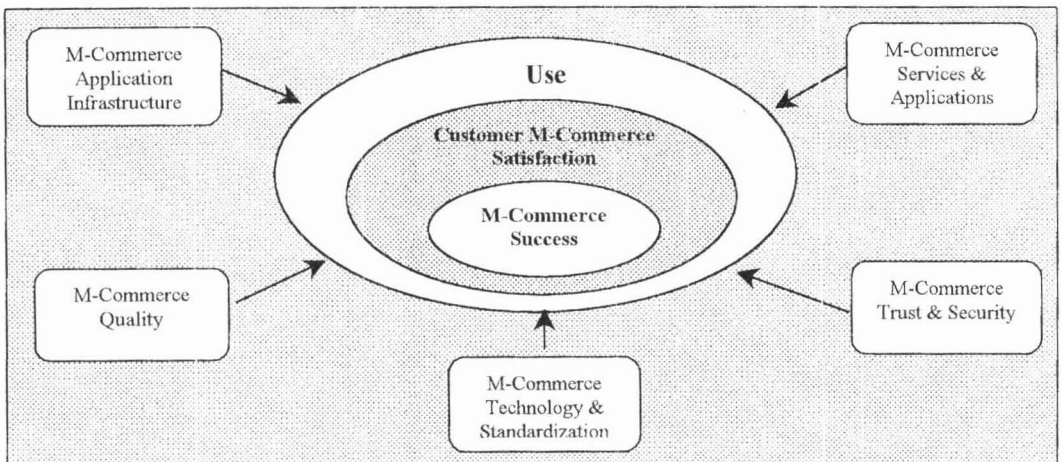 M-Commerce
Application
Infrastructure
Use
M-Commerce
Services &
Applications
Customer M-Commerce
Satisfaction
M-Commerce
Success
M-Commerce
Quality
M-Commerce
Trust & Security
M-Commerce
Technology &
Standardization